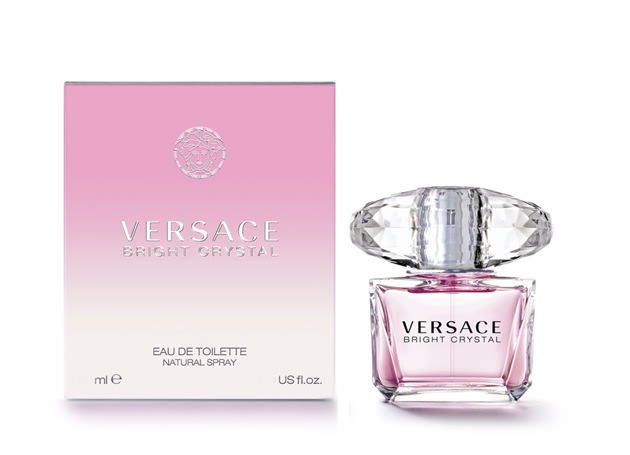 VERSACE
BRIGHT CRYSTAL
EAU DE TOILETTE
NATURAL SPRAY
ml ℮
US fl.oz.
VERSACE
BRIGHT CRYSTAL